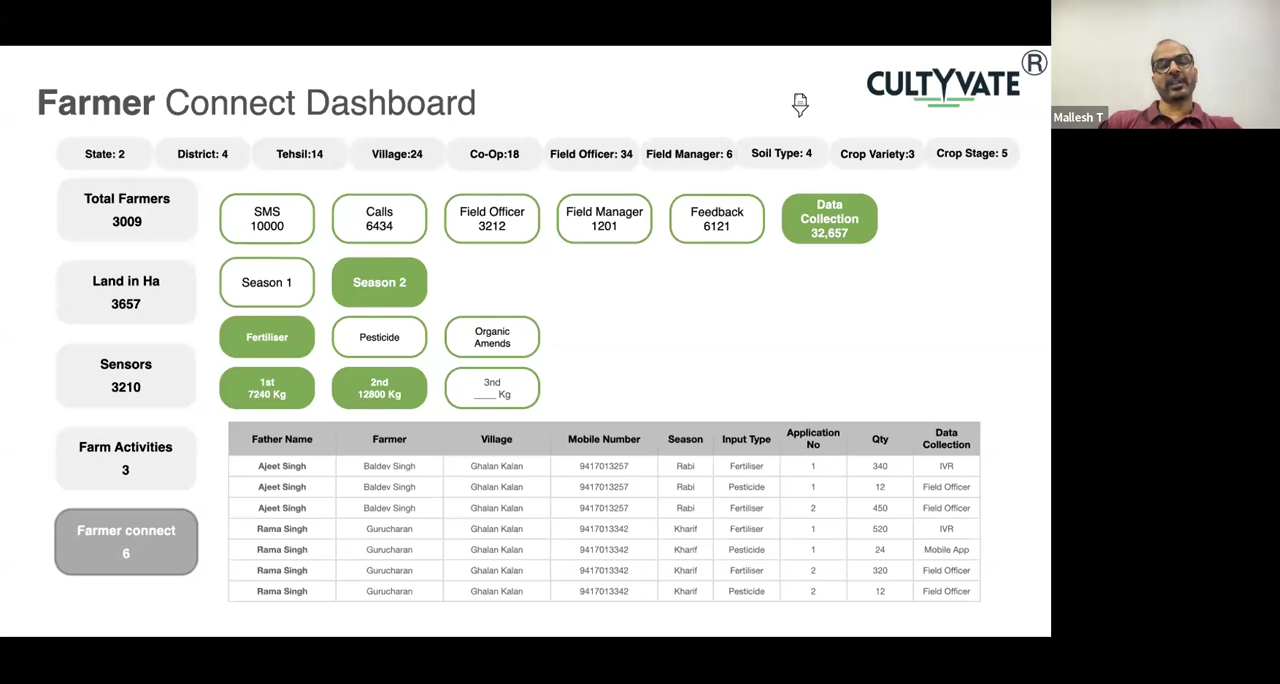 CULTYVATE ®
Farmer Connect Dashboard
Mallesh T
State: 2 District: 4 Tehsil:14 Village:24 Co-Op:18 Field Officer: 34 Field Manager: 6 Soil Type: 4 Crop Variety:3 Crop Stage: 5
Total Farmers
3009
SMS
10000
Calls
6434
Field Officer
3212
Field Manager
1201
Feedback
6121
Data
Collection
32,657
Land in Ha
3657
Season 1
Season 2
Fertiliser
Pesticide
Organic
Amends
Sensors
3210
1st
7240 Kg
2nd
12800 Kg
3nd
____ Kg
Farm Activities
3
Farmer connect
6
Father Name Farmer Village Mobile Number Season Input Type Application No Qty Data Collection
Ajeet Singh Baldev Singh Ghalan Kalan 9417013257 Rabi Fertiliser 1 340 IVR
Ajeet Singh Baldev Singh Ghalan Kalan 9417013257 Rabi Pesticide 1 12 Field Officer
Ajeet Singh Baldev Singh Ghalan Kalan 9417013257 Rabi Fertiliser 2 450 Field Officer
Rama Singh Gurucharan Ghalan Kalan 9417013342 Kharif Fertiliser 1 520 IVR
Rama Singh Gurucharan Ghalan Kalan 9417013342 Kharif Pesticide 1 24 Mobile App
Rama Singh Gurucharan Ghalan Kalan 9417013342 Kharif Fertiliser 2 320 Field Officer
Rama Singh Gurucharan Ghalan Kalan 9417013342 Kharif Pesticide 2 12 Field Officer